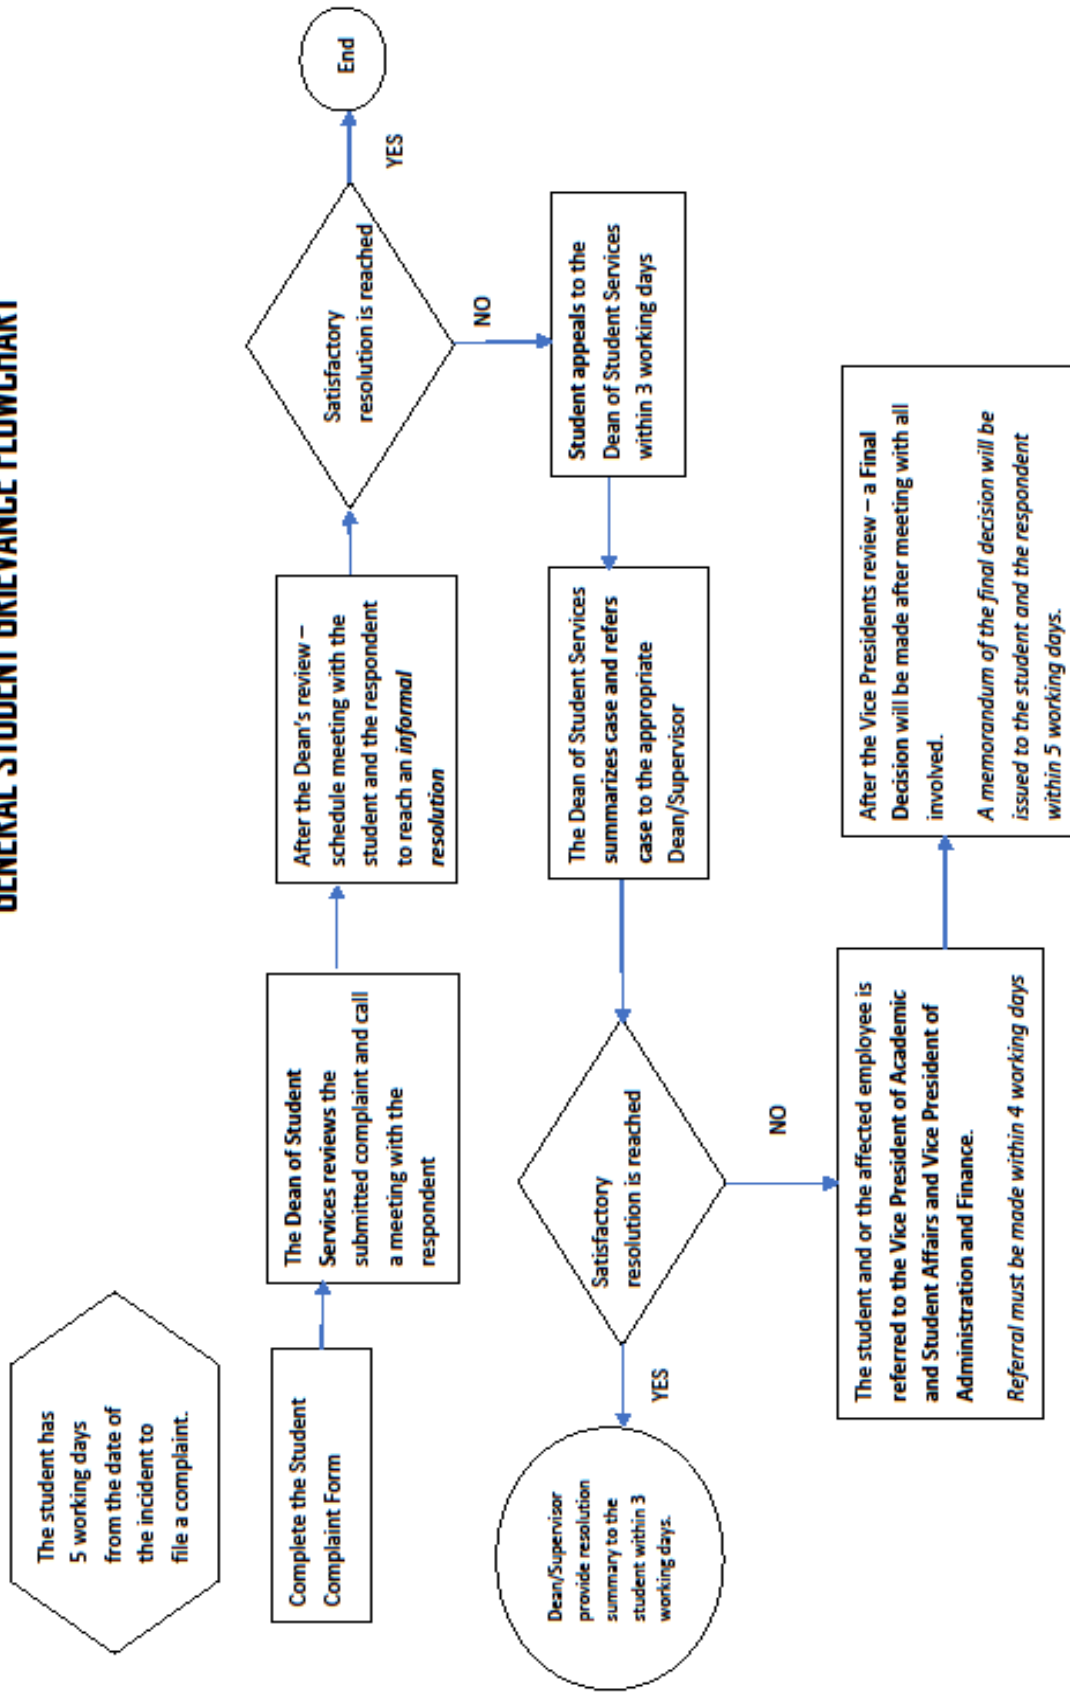 GENERAL STUDENT GRIEVANCE FLOWCHART
The student has
5 working days
from the date of
the incident to
file a complaint.
Complete the Student
Complaint Form
The Dean of Student
Services reviews the
submitted complaint and call
a meeting with the
respondent
After the Dean's review –
schedule meeting with the
student and the respondent
to reach an informal
resolution
Satisfactory
resolution is reached
YES
End
NO
Student appeals to the
Dean of Student Services
within 3 working days
The Dean of Student Services
summarizes case and refers
case to the appropriate
Dean/Supervisor
Satisfactory
resolution is reached
YES
Dean/Supervisor
provide resolution
summary to the
student within 3
working days.
NO
The student and or the affected employee is
referred to the Vice President of Academic
and Student Affairs and Vice President of
Administration and Finance.
Referral must be made within 4 working days
After the Vice Presidents review – a Final
Decision will be made after meeting with all
involved.
A memorandum of the final decision will be
issued to the student and the respondent
within 5 working days.